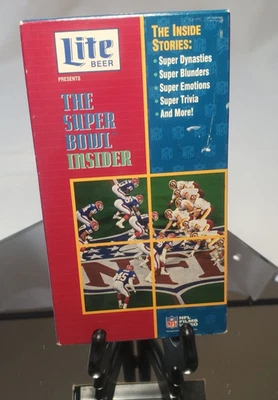 Lite
BEER
PRESENTS
THE
SUPER
BOWL
INSIDER
THE INSIDE
STORIES:
•Super Dynasties
•Super Blunders
•Super Emotions
•Super Trivia
•And More!
NFL
FILMS
VIDEO